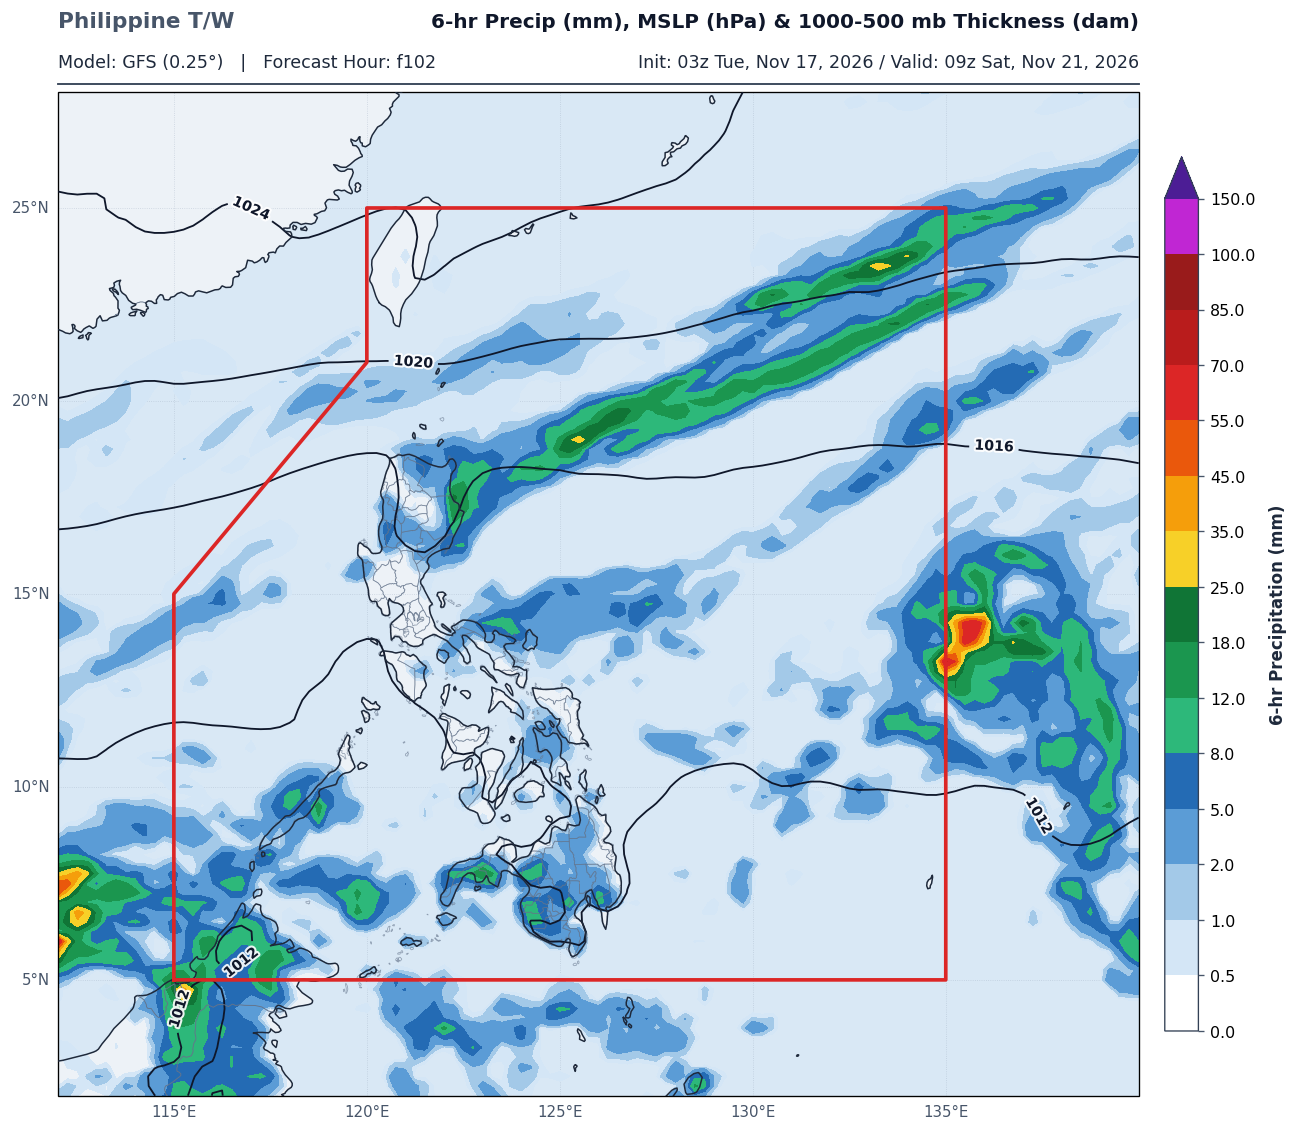 Philippine T/W
6-hr Precip (mm), MSLP (hPa) & 1000-500 mb Thickness (dam)
Model: GFS (0.25°) | Forecast Hour: f102
Init: 03z Tue, Nov 17, 2026 / Valid: 09z Sat, Nov 21, 2026
25°N
20°N
15°N
10°N
5°N
115°E
120°E
125°E
130°E
135°E
1024
1020
1016
1012
1012
1012
150.0
100.0
85.0
70.0
55.0
45.0
35.0
25.0
18.0
12.0
8.0
5.0
2.0
1.0
0.5
0.0
6-hr Precipitation (mm)